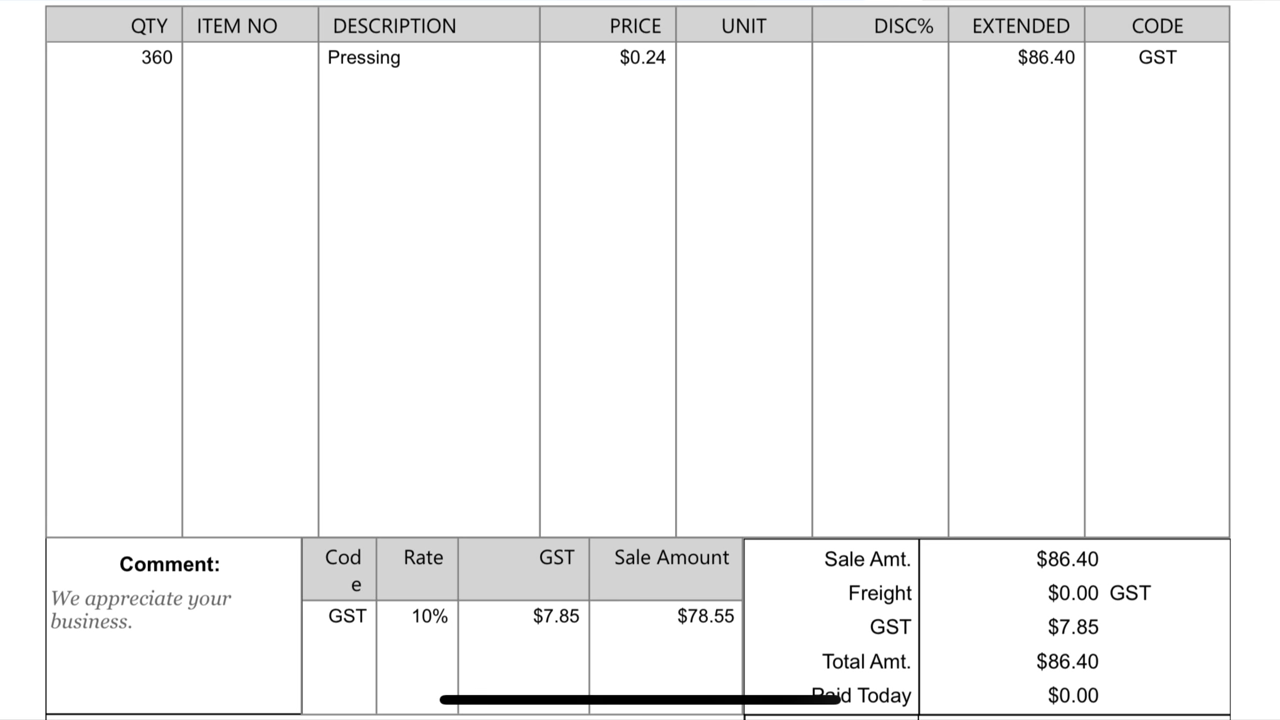 QTY ITEM NO DESCRIPTION PRICE UNIT DISC% EXTENDED CODE
360 Pressing $0.24 $86.40 GST
Comment:
We appreciate your
business.
Cod
e Rate GST Sale Amount
GST 10% $7.85 $78.55
Sale Amt. $86.40
Freight $0.00 GST
GST $7.85
Total Amt. $86.40
Paid Today $0.00